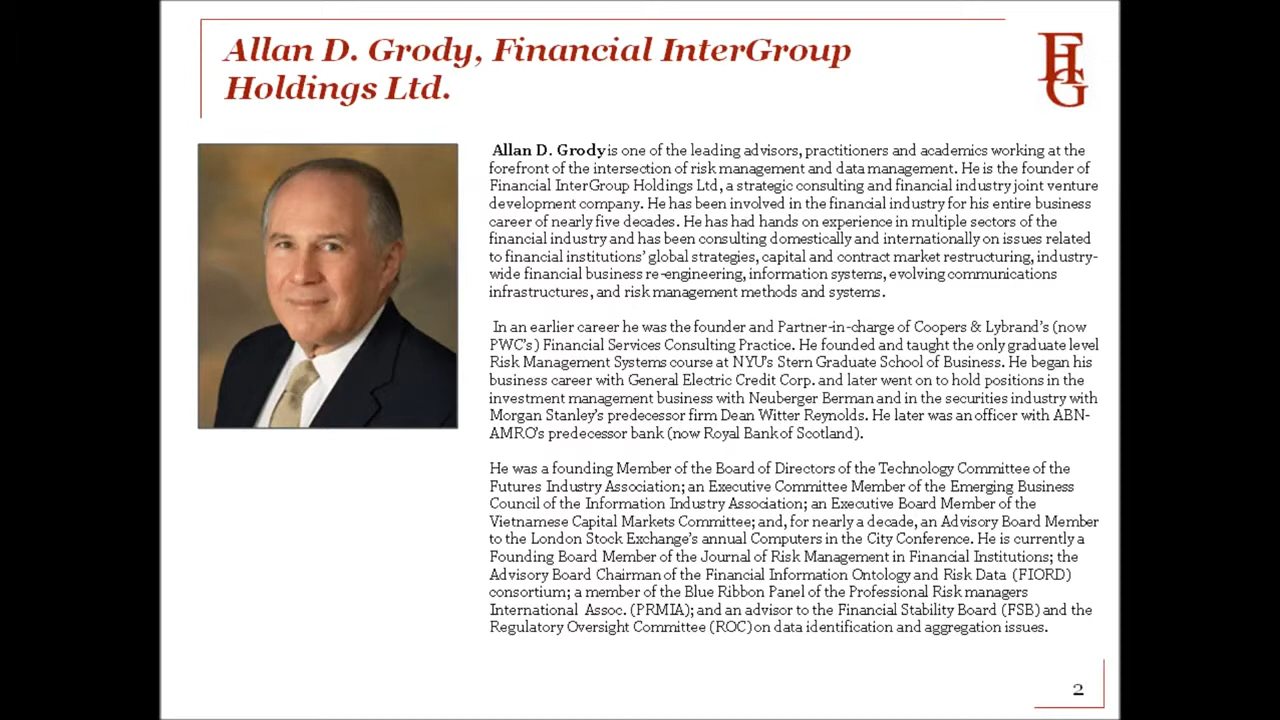 Allan D. Grody, Financial InterGroup
Holdings Ltd.
FIG
Allan D. Grody is one of the leading advisors, practitioners and academics working at the
forefront of the intersection of risk management and data management. He is the founder of
Financial InterGroup Holdings Ltd, a strategic consulting and financial industry joint venture
development company. He has been involved in the financial industry for his entire business
career of nearly five decades. He has had hands on experience in multiple sectors of the
financial industry and has been consulting domestically and internationally on issues related
to financial institutions’ global strategies, capital and contract market restructuring, industry-
wide financial business re-engineering, information systems, evolving communications
infrastructures, and risk management methods and systems.
In an earlier career he was the founder and Partner-in-charge of Coopers & Lybrand’s (now
PWC’s) Financial Services Consulting Practice. He founded and taught the only graduate level
Risk Management Systems course at NYU’s Stern Graduate School of Business. He began his
business career with General Electric Credit Corp. and later went on to hold positions in the
investment management business with Neuberger Berman and in the securities industry with
Morgan Stanley’s predecessor firm Dean Witter Reynolds. He later was an officer with ABN-
AMRO’s predecessor bank (now Royal Bank of Scotland).
He was a founding Member of the Board of Directors of the Technology Committee of the
Futures Industry Association; an Executive Committee Member of the Emerging Business
Council of the Information Industry Association; an Executive Board Member of the
Vietnamese Capital Markets Committee; and, for nearly a decade, an Advisory Board Member
to the London Stock Exchange’s annual Computers in the City Conference. He is currently a
Founding Board Member of the Journal of Risk Management in Financial Institutions; the
Advisory Board Chairman of the Financial Information Ontology and Risk Data (FIORD)
consortium; a member of the Blue Ribbon Panel of the Professional Risk managers
International Assoc. (PRMIA); and an advisor to the Financial Stability Board (FSB) and the
Regulatory Oversight Committee (ROC) on data identification and aggregation issues.
2